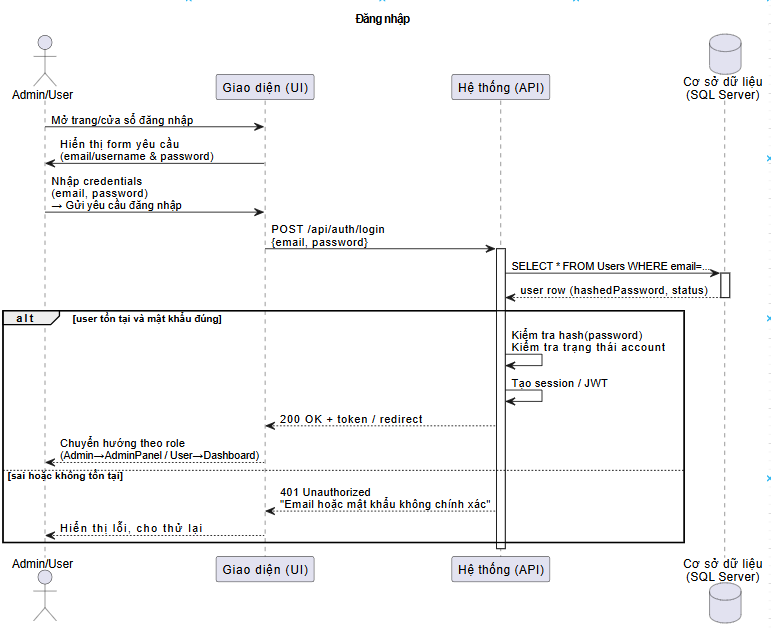 Đăng nhập
Admin/User
Giao diện (UI)
Hệ thống (API)
Cơ sở dữ liệu
(SQL Server)
Mở trang/cửa sổ đăng nhập
Hiển thị form yêu cầu
(email/username & password)
Nhập credentials
(email, password)
→ Gửi yêu cầu đăng nhập
POST /api/auth/login
{email, password}
SELECT * FROM Users WHERE email=...
user row (hashedPassword, status)
alt
[user tồn tại và mật khẩu đúng]
Kiểm tra hash(password)
Kiểm tra trạng thái account
Tạo session / JWT
200 OK + token / redirect
Chuyển hướng theo role
(Admin→AdminPanel / User→Dashboard)
[sai hoặc không tồn tại]
401 Unauthorized
"Email hoặc mật khẩu không chính xác"
Hiển thị lỗi, cho thử lại
Admin/User
Giao diện (UI)
Hệ thống (API)
Cơ sở dữ liệu
(SQL Server)